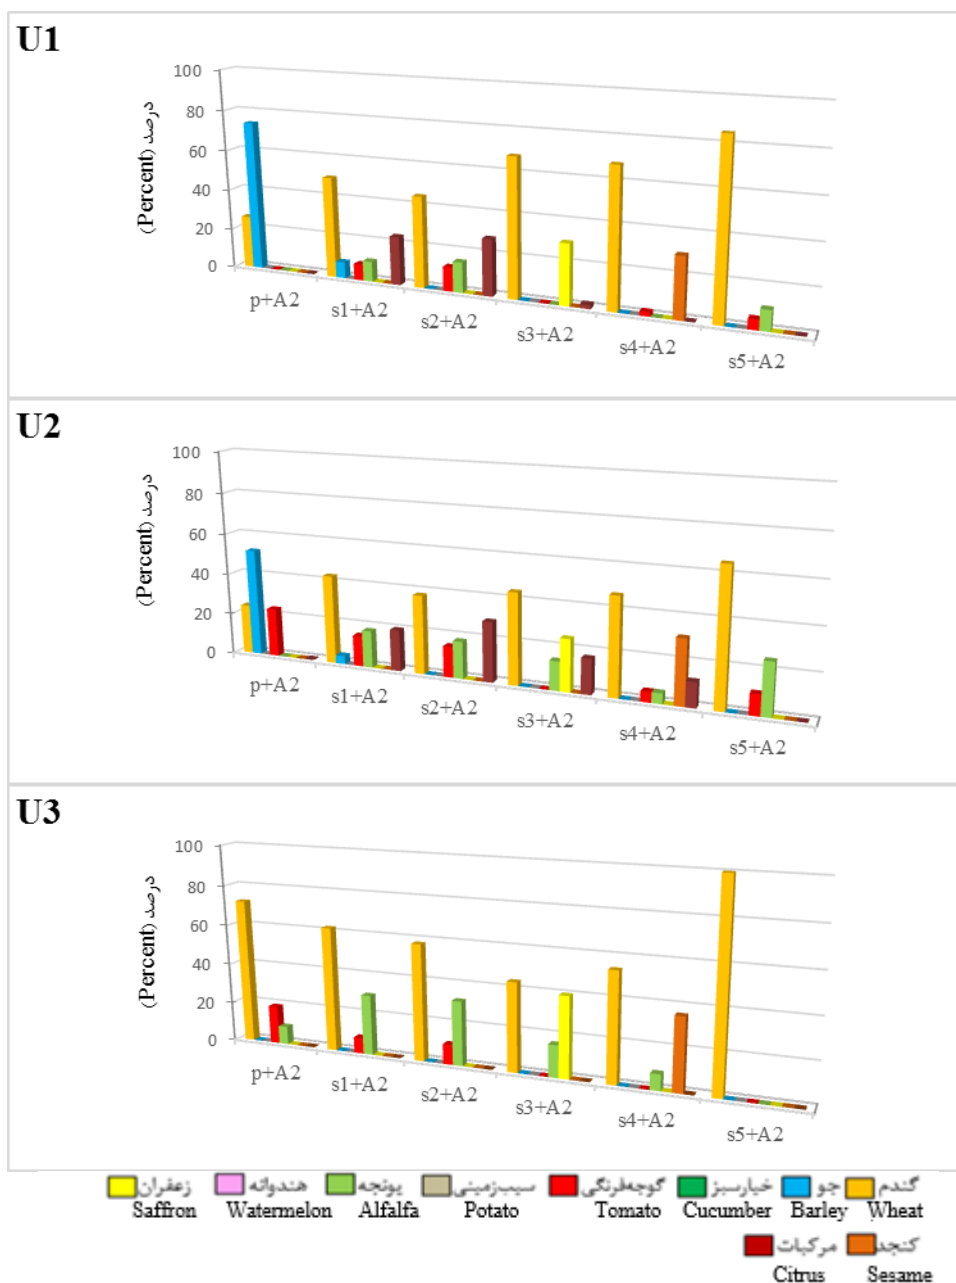 U1
درصد (Percent)
100
80
60
40
20
0
p+A2
s1+A2
s2+A2
s3+A2
s4+A2
s5+A2
U2
درصد (Percent)
100
80
60
40
20
0
p+A2
s1+A2
s2+A2
s3+A2
s4+A2
s5+A2
U3
درصد (Percent)
100
80
60
40
20
0
p+A2
s1+A2
s2+A2
s3+A2
s4+A2
s5+A2
گندم جو خیارسبز گوجه‌فرنگی سیب‌زمینی یونجه هندوانه زعفران
Saffron Watermelon Alfalfa Potato Tomato Cucumber Barley Wheat
کنجد مرکبات
Citrus Sesame